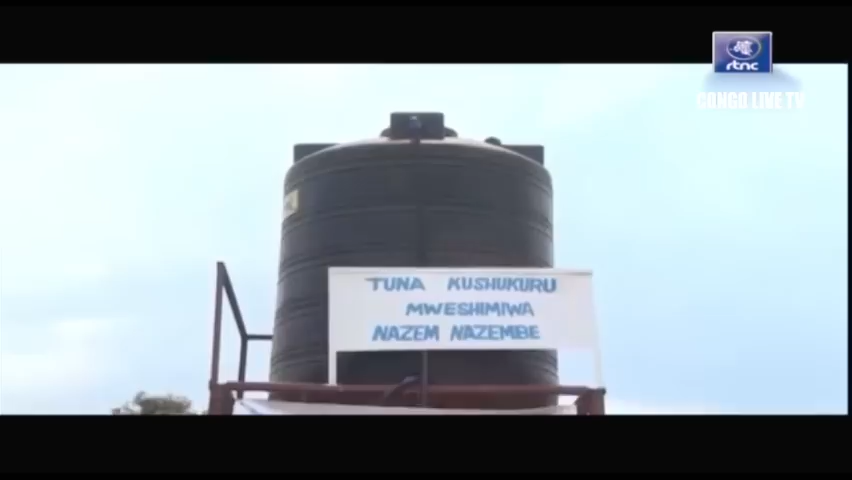 rtnc
CONGO LIVE TV
TUNA KUSHUKURU
MWESHIMIWA
NAZEM NAZEMBE